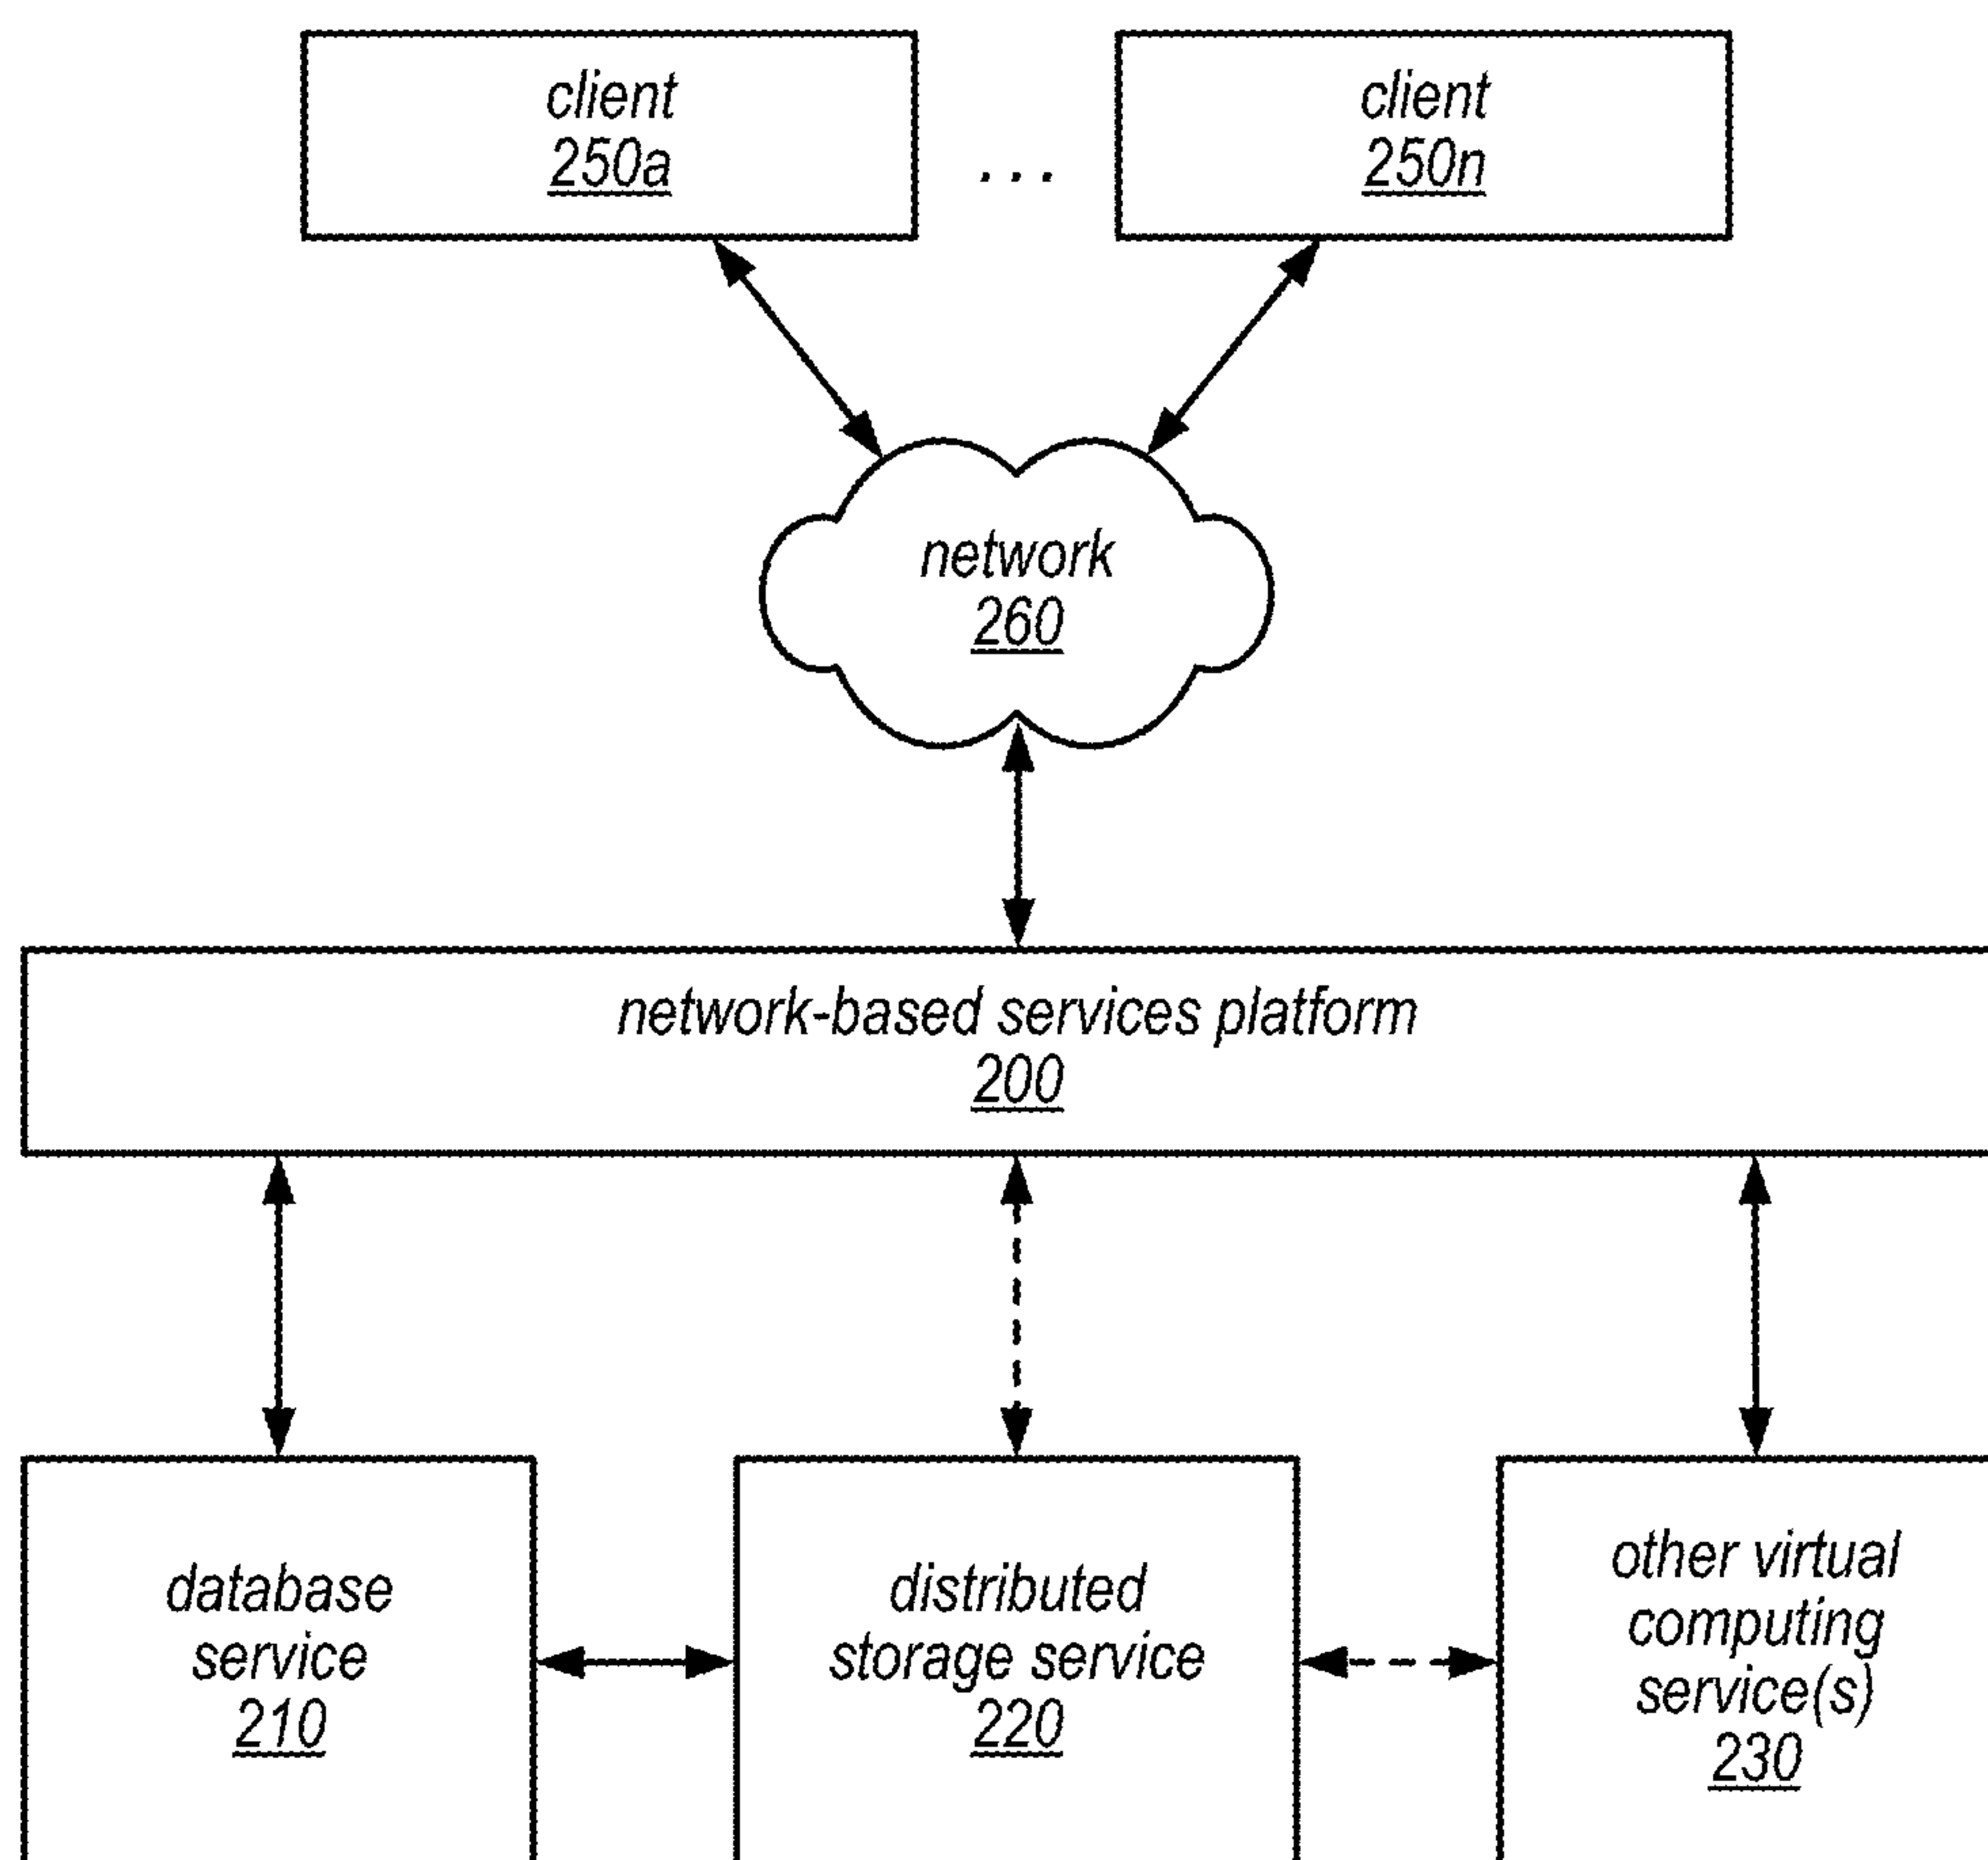 client
250a
. . .
client
250n
network
260
network-based services platform
200
database
service
210
distributed
storage service
220
other virtual
computing
service(s)
230